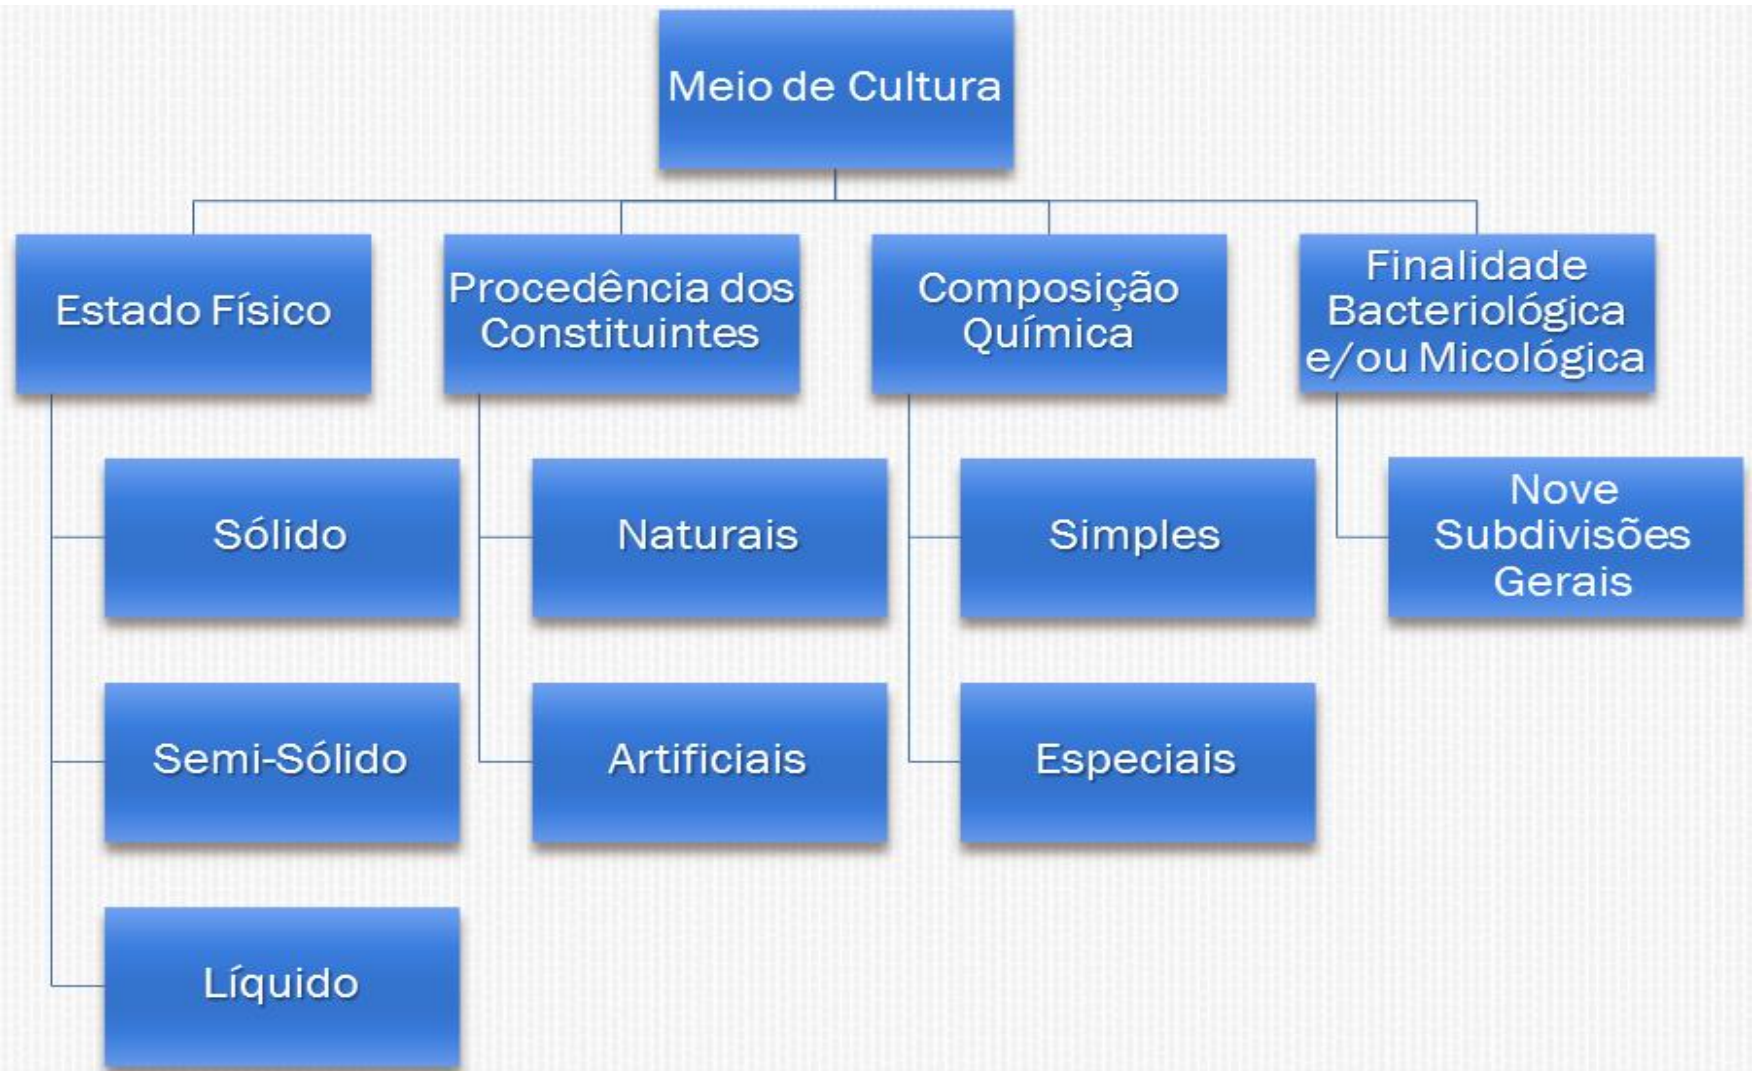 Meio de Cultura
Estado Físico
Procedência dos
Constituintes
Composição
Química
Finalidade
Bacteriológica
e/ou Micológica
Sólido
Naturais
Simples
Nove
Subdivisões
Gerais
Semi-Sólido
Artificiais
Especiais
Líquido